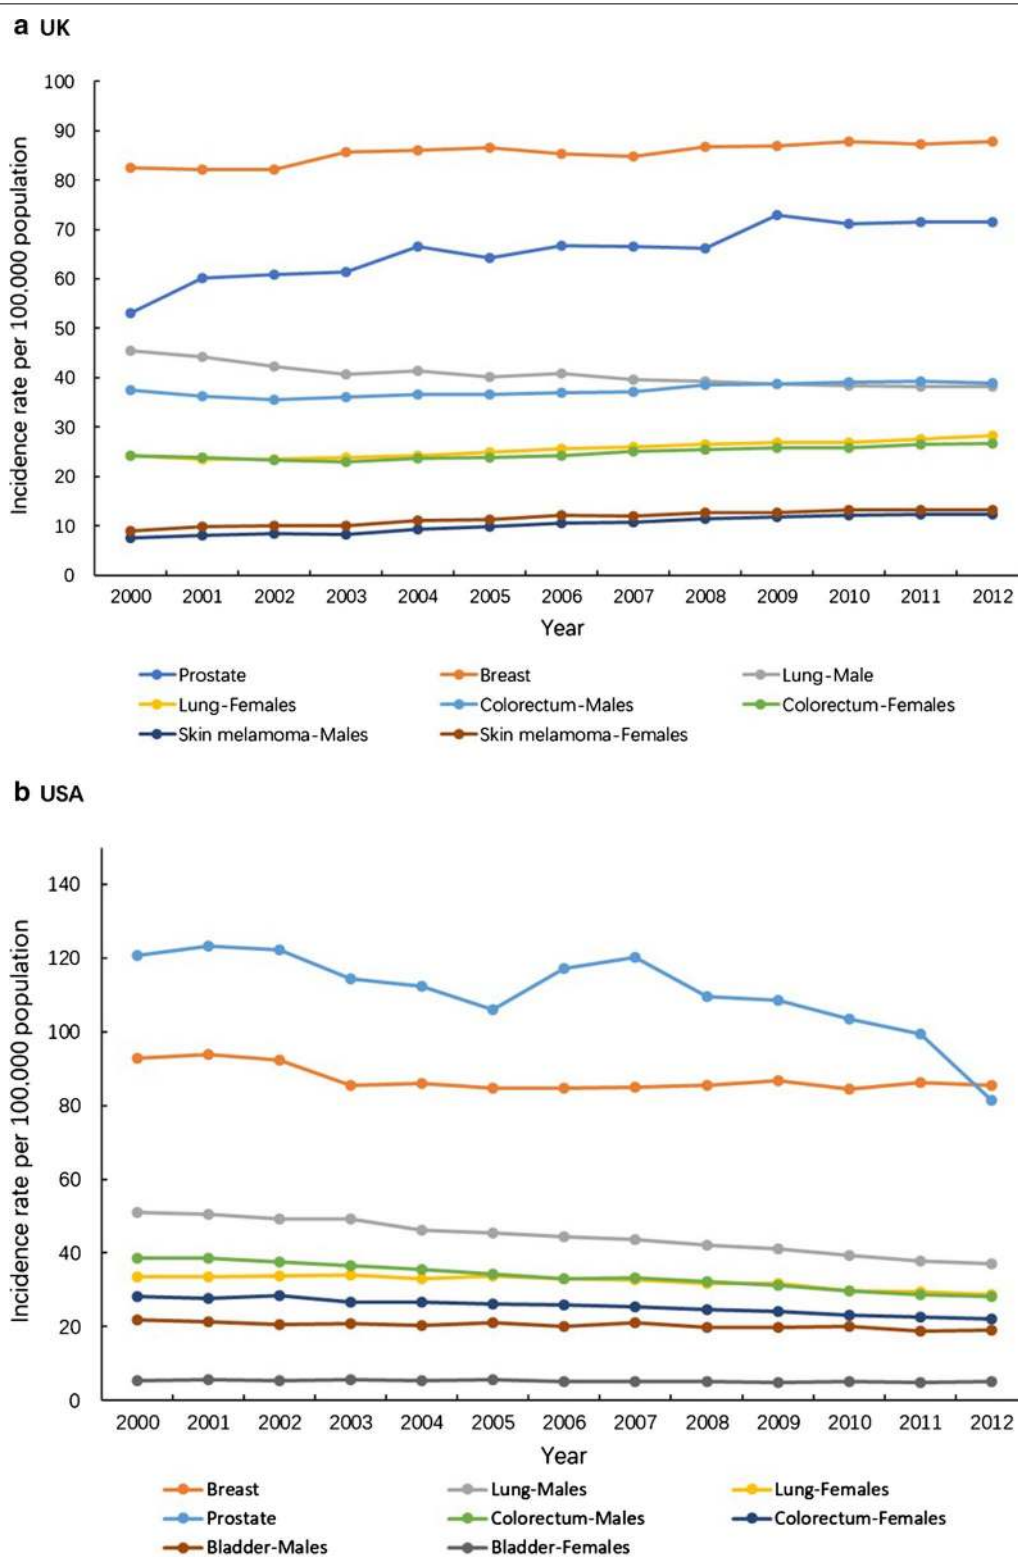 a UK
100
90
80
70
60
50
40
30
20
10
0
Incidence rate per 100,000 population
2000 2001 2002 2003 2004 2005 2006 2007 2008 2009 2010 2011 2012
Year
Prostate Breast Lung-Male
Lung-Females Colorectum-Males Colorectum-Females
Skin melamoma-Males Skin melamoma-Females
b USA
140
120
100
80
60
40
20
0
Incidence rate per 100,000 population
2000 2001 2002 2003 2004 2005 2006 2007 2008 2009 2010 2011 2012
Year
Breast Lung-Males Lung-Females
Prostate Colorectum-Males Colorectum-Females
Bladder-Males Bladder-Females